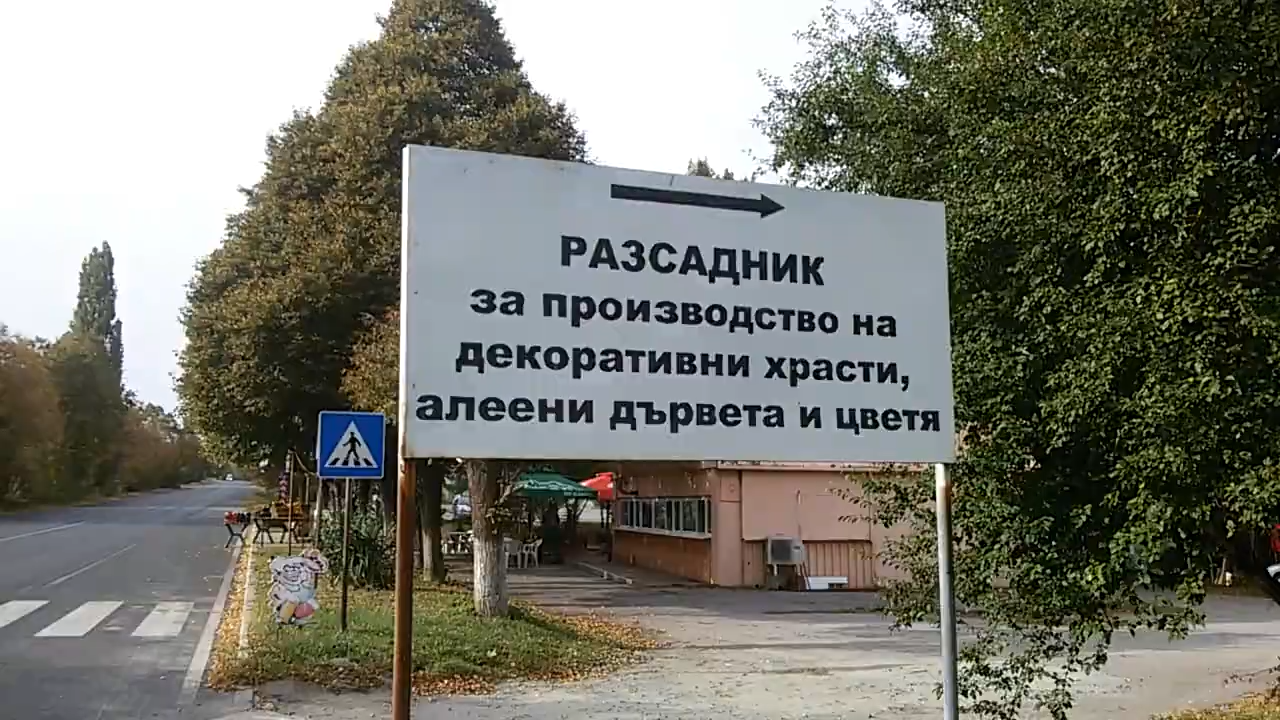 РАЗСАДНИК
за производство на
декоративни храсти,
алеени дървета и цветя